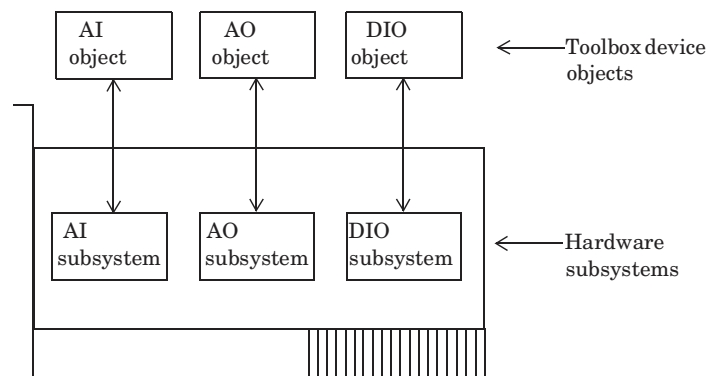 AI
object
AO
object
DIO
object
Toolbox device
objects
AI
subsystem
AO
subsystem
DIO
subsystem
Hardware
subsystems